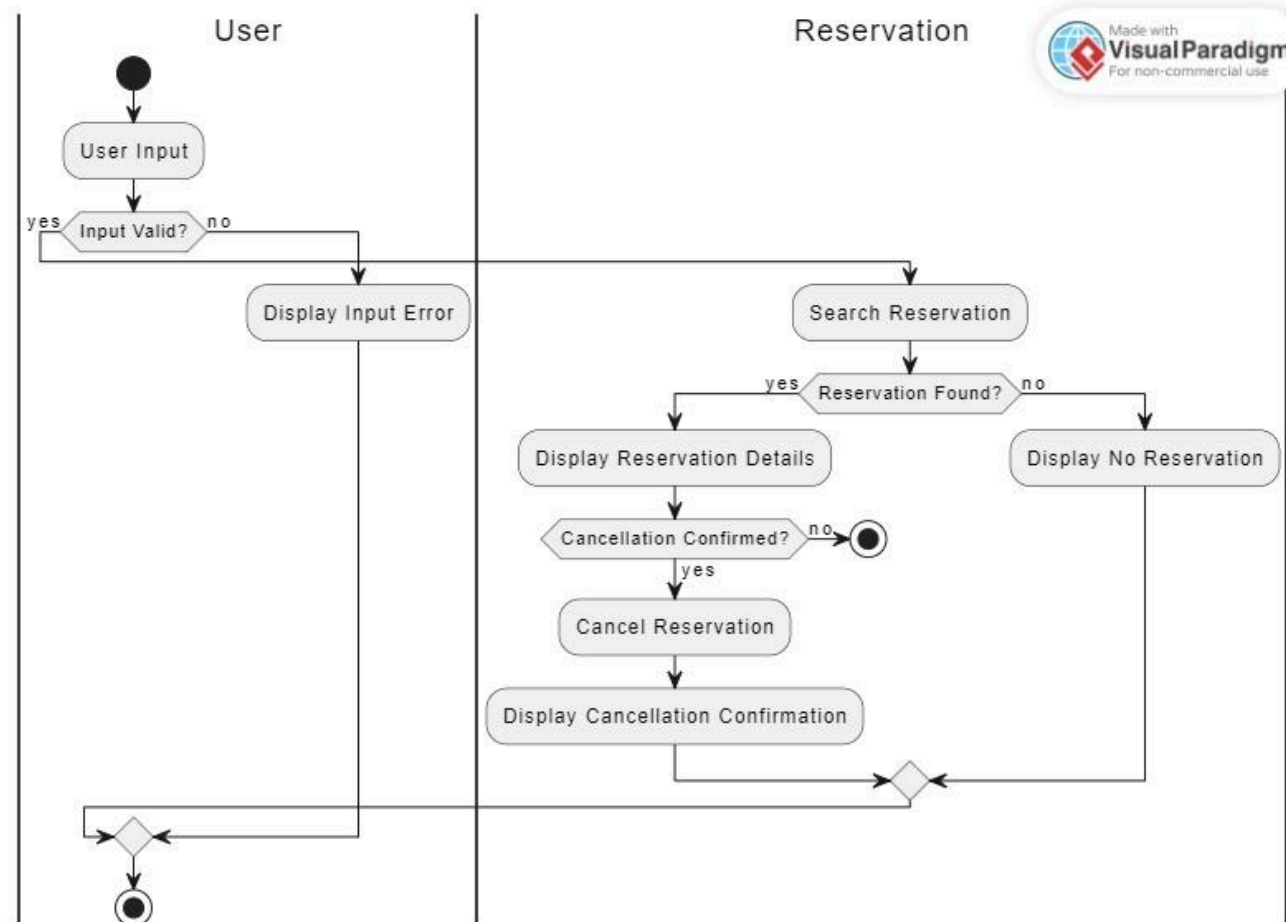 User
Reservation
Made with
Visual Paradigm
For non-commercial use
User Input
yes
Input Valid?
no
Display Input Error
Search Reservation
yes
Reservation Found?
no
Display Reservation Details
Display No Reservation
Cancellation Confirmed?
no
yes
Cancel Reservation
Display Cancellation Confirmation